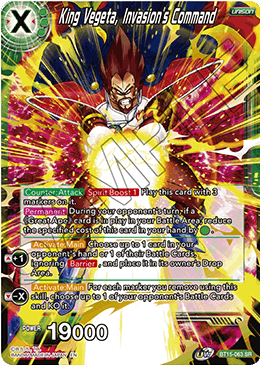 X
King Vegeta, Invasion's Command
UNISON
Counter:Attack Spirit Boost 1 Play this card with 3
markers on it.
Permanent During your opponent's turn, if a
《Great Ape》 card is in play in your Battle Area, reduce
the specified cost of this card in your hand by
+1 Activate:Main Choose up to 1 card in your
opponent's hand or 1 of their Battle Cards,
ignoring Barrier, and place it in its owner's Drop
Area.
-X Activate:Main For each marker you remove using this
skill, choose up to 1 of your opponent's Battle Cards
and KO it.
POWER 19000
BT15-063 SR